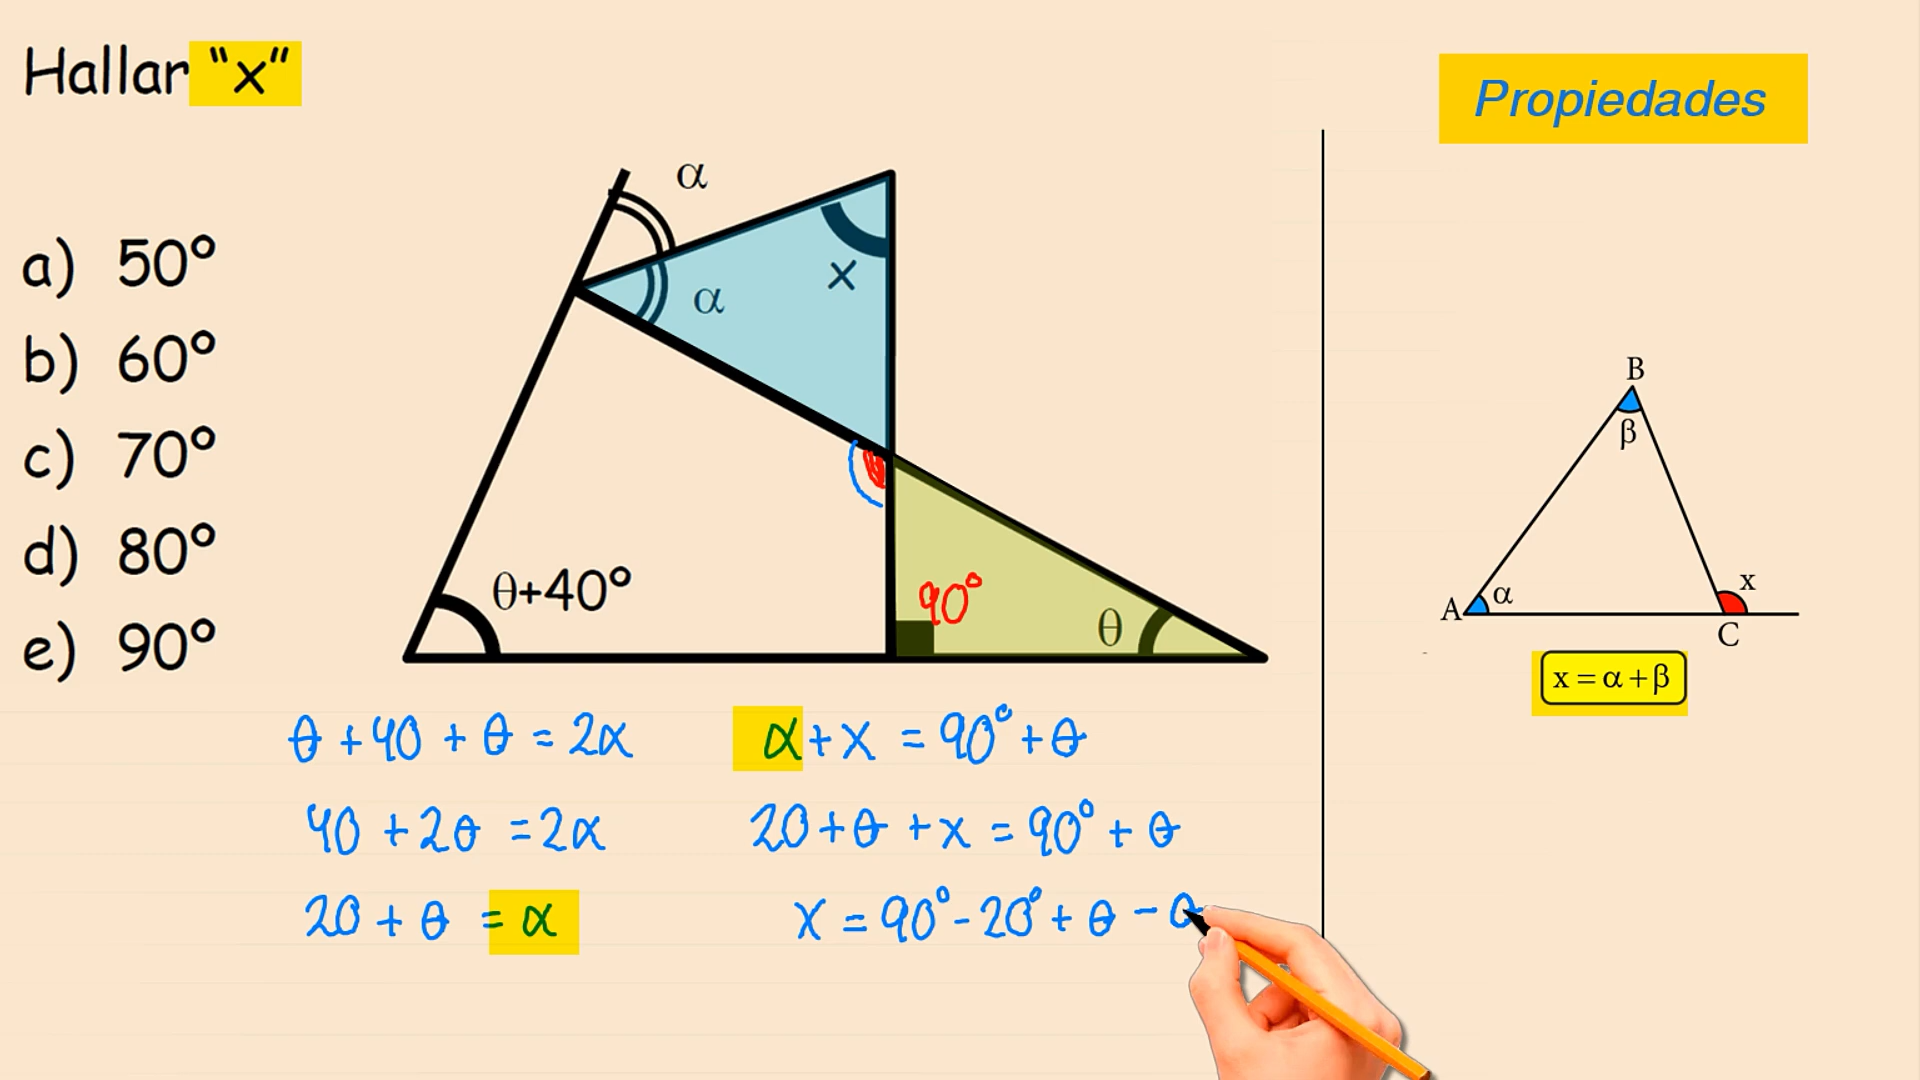 Hallar "x"
a) 50°
b) 60°
c) 70°
d) 80°
e) 90°
α
α
x
θ+40°
90°
θ
θ + 40 + θ = 2α
40 + 2θ = 2α
20 + θ = α
α + x = 90° + θ
20 + θ + x = 90° + θ
x = 90° - 20° + θ - θ
Propiedades
B
β
A α
x
C
x = α + β